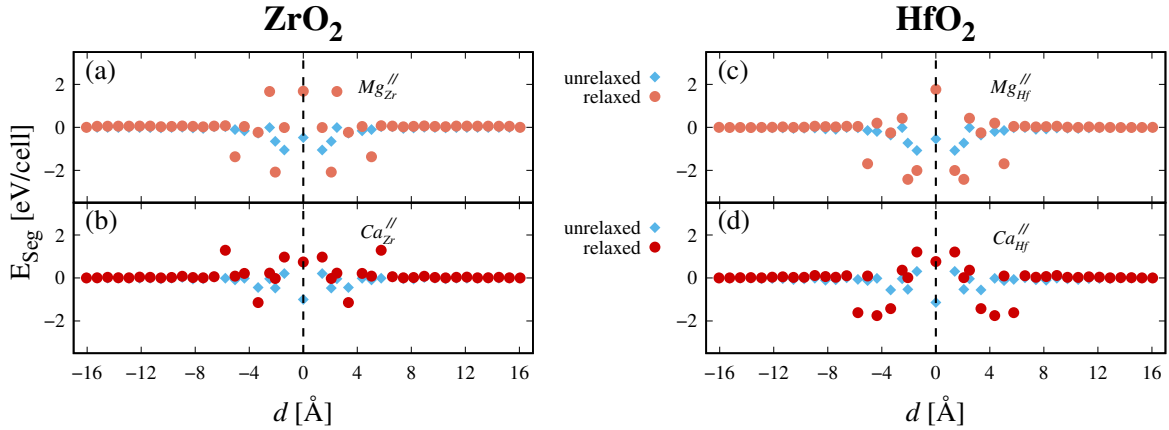 ZrO2
HfO2
(a)
Mg″Zr
unrelaxed
relaxed
(c)
Mg″Hf
2
0
−2
(b)
Ca″Zr
unrelaxed
relaxed
(d)
Ca″Hf
2
0
−2
ESeg [eV/cell]
−16 −12 −8 −4 0 4 8 12 16
−16 −12 −8 −4 0 4 8 12 16
d [Å]
d [Å]